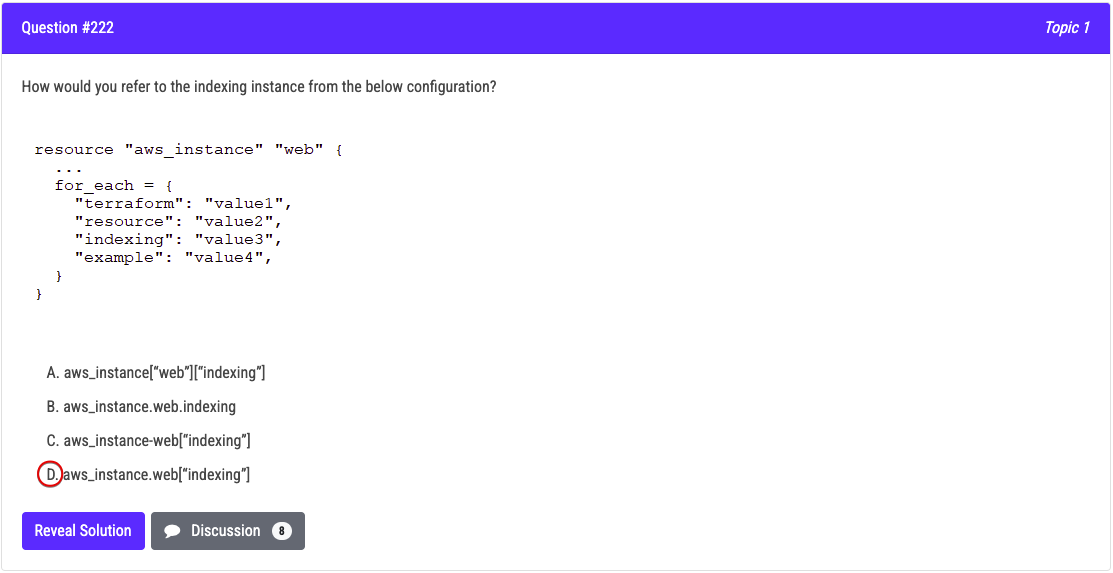 Question #222
Topic 1
How would you refer to the indexing instance from the below configuration?
resource "aws_instance" "web" {
...
for_each = {
"terraform": "value1",
"resource": "value2",
"indexing": "value3",
"example": "value4",
}
}
A. aws_instance[“web”][“indexing”]
B. aws_instance.web.indexing
C. aws_instance-web[“indexing”]
D. aws_instance.web[“indexing”]
Reveal Solution
Discussion 8